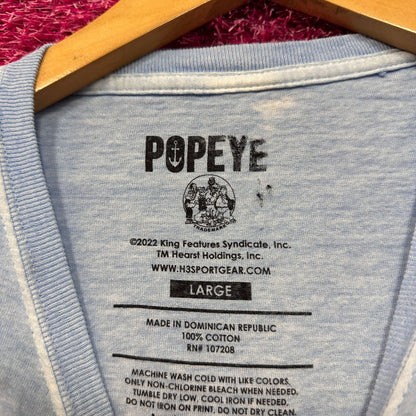 POPEYE
TRADEMARK
©2022 King Features Syndicate, Inc.
TM Hearst Holdings, Inc.
WWW.H3SPORTGEAR.COM
LARGE
MADE IN DOMINICAN REPUBLIC
100% COTTON
RN# 107208
MACHINE WASH COLD WITH LIKE COLORS,
ONLY NON-CHLORINE BLEACH WHEN NEEDED,
TUMBLE DRY LOW, COOL IRON IF NEEDED,
DO NOT IRON ON PRINT, DO NOT DRY CLEAN.